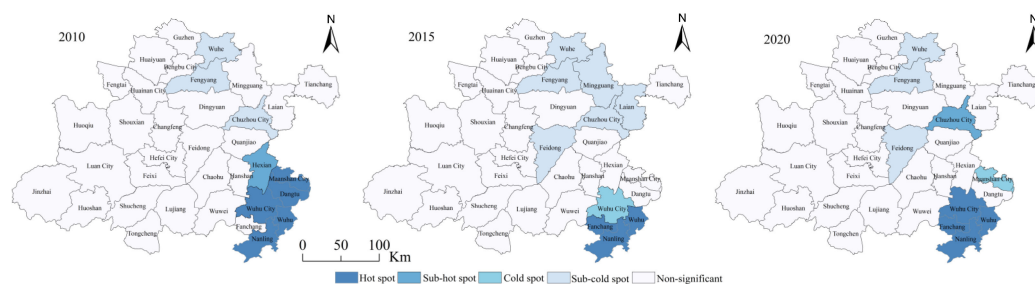 2010
N
Guzhen
Wuhe
Huaiyuan
Bengbu City
Fengyang
Mingguang
Tianchang
Fengtai
Huainan City
Dingyuan
Laian
Chuzhou City
Huoqiu
Shouxian
Changfeng
Quanjiao
Feidong
Luan City
Hefei City
Feixi
Hexian
Hanshan
Maanshan City
Dangtu
Chaohu
Jinzhai
Huoshan
Shucheng
Lujiang
Wuwei
Wuhu City
Wuhu
Fanchang
Nanling
Tongcheng
2015
N
Guzhen
Wuhe
Huaiyuan
Bengbu City
Fengyang
Mingguang
Tianchang
Fengtai
Huainan City
Dingyuan
Laian
Chuzhou City
Huoqiu
Shouxian
Changfeng
Quanjiao
Feidong
Luan City
Hefei City
Feixi
Hexian
Hanshan
Maanshan City
Dangtu
Chaohu
Jinzhai
Huoshan
Shucheng
Lujiang
Wuwei
Wuhu City
Wuhu
Fanchang
Nanling
Tongcheng
2020
N
Guzhen
Wuhe
Huaiyuan
Bengbu City
Fengyang
Mingguang
Tianchang
Fengtai
Huainan
Dingyuan
Laian
Chuzhou City
Huoqiu
Shouxian
Changfeng
Quanjiao
Feidong
Luan City
Hefei City
Feixi
Hexian
Hanshan
Maanshan City
Dangtu
Chaohu
Jinzhai
Huoshan
Shucheng
Lujiang
Wuwei
Wuhu City
Wuhu
Fanchang
Nanling
Tongchen
0 50 100
Km
Hot spot Sub-hot spot Cold spot Sub-cold spot Non-significant